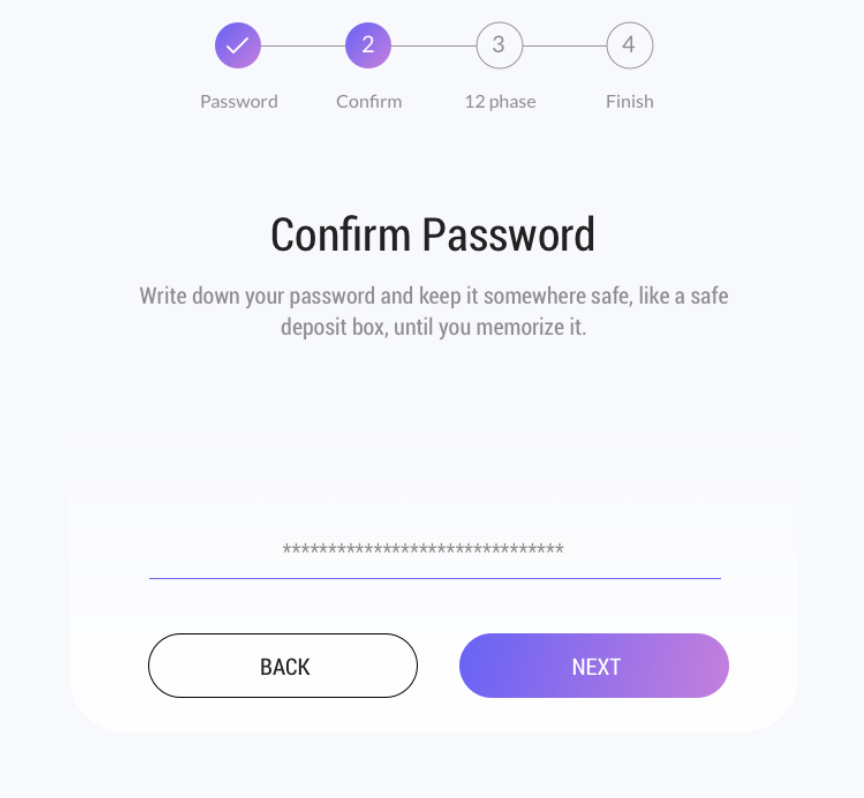 2 3 4
Password Confirm 12 phase Finish
Confirm Password
Write down your password and keep it somewhere safe, like a safe
deposit box, until you memorize it.
*******************************
BACK NEXT